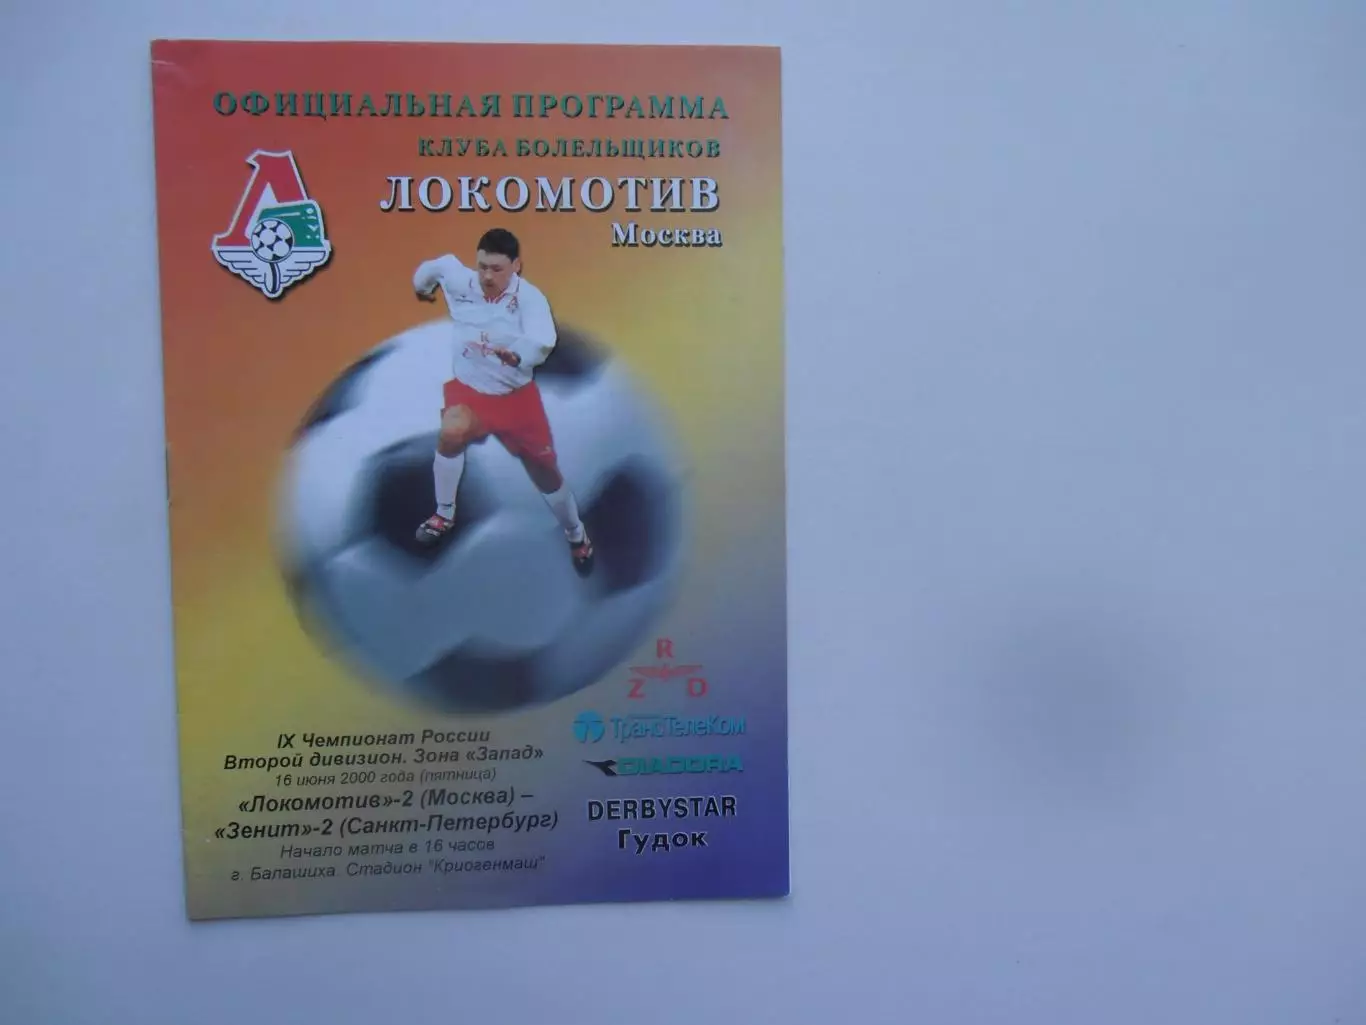 ОФИЦИАЛЬНАЯ ПРОГРАММА
КЛУБА БОЛЕЛЬЩИКОВ
ЛОКОМОТИВ
Москва
R
Z D
ТрансТелеКом
DIADORA
DERBYSTAR
Гудок
IX Чемпионат России
Второй дивизион. Зона «Запад»
16 июня 2000 года (пятница)
«Локомотив»-2 (Москва) –
«Зенит»-2 (Санкт-Петербург)
Начало матча в 16 часов
г. Балашиха. Стадион "Криогенмаш"